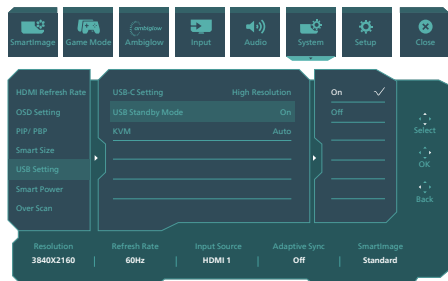 ambiglow
SmartImage Game Mode Ambiglow Input Audio System Setup Close
HDMI Refresh Rate
OSD Setting
PIP/ PBP
Smart Size
USB Setting
Smart Power
Over Scan
USB-C Setting High Resolution
USB Standby Mode On
KVM Auto
On
Off
Select
OK
Back
Resolution Refresh Rate Input Source Adaptive Sync SmartImage
3840X2160 60Hz HDMI 1 Off Standard